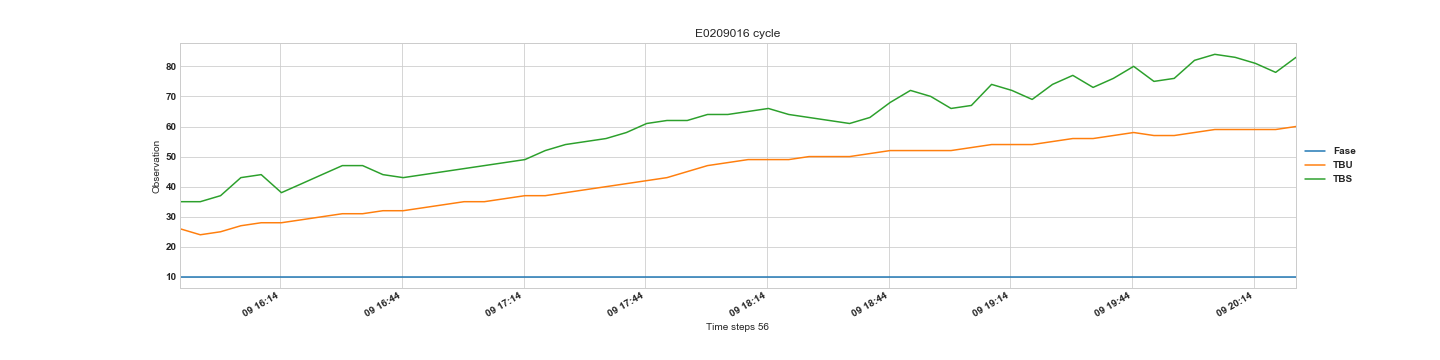 E0209016 cycle
80
70
60
50
40
30
20
10
Observation
09 16:14
09 16:44
09 17:14
09 17:44
09 18:14
09 18:44
09 19:14
09 19:44
09 20:14
Time steps 56
Fase
TBU
TBS